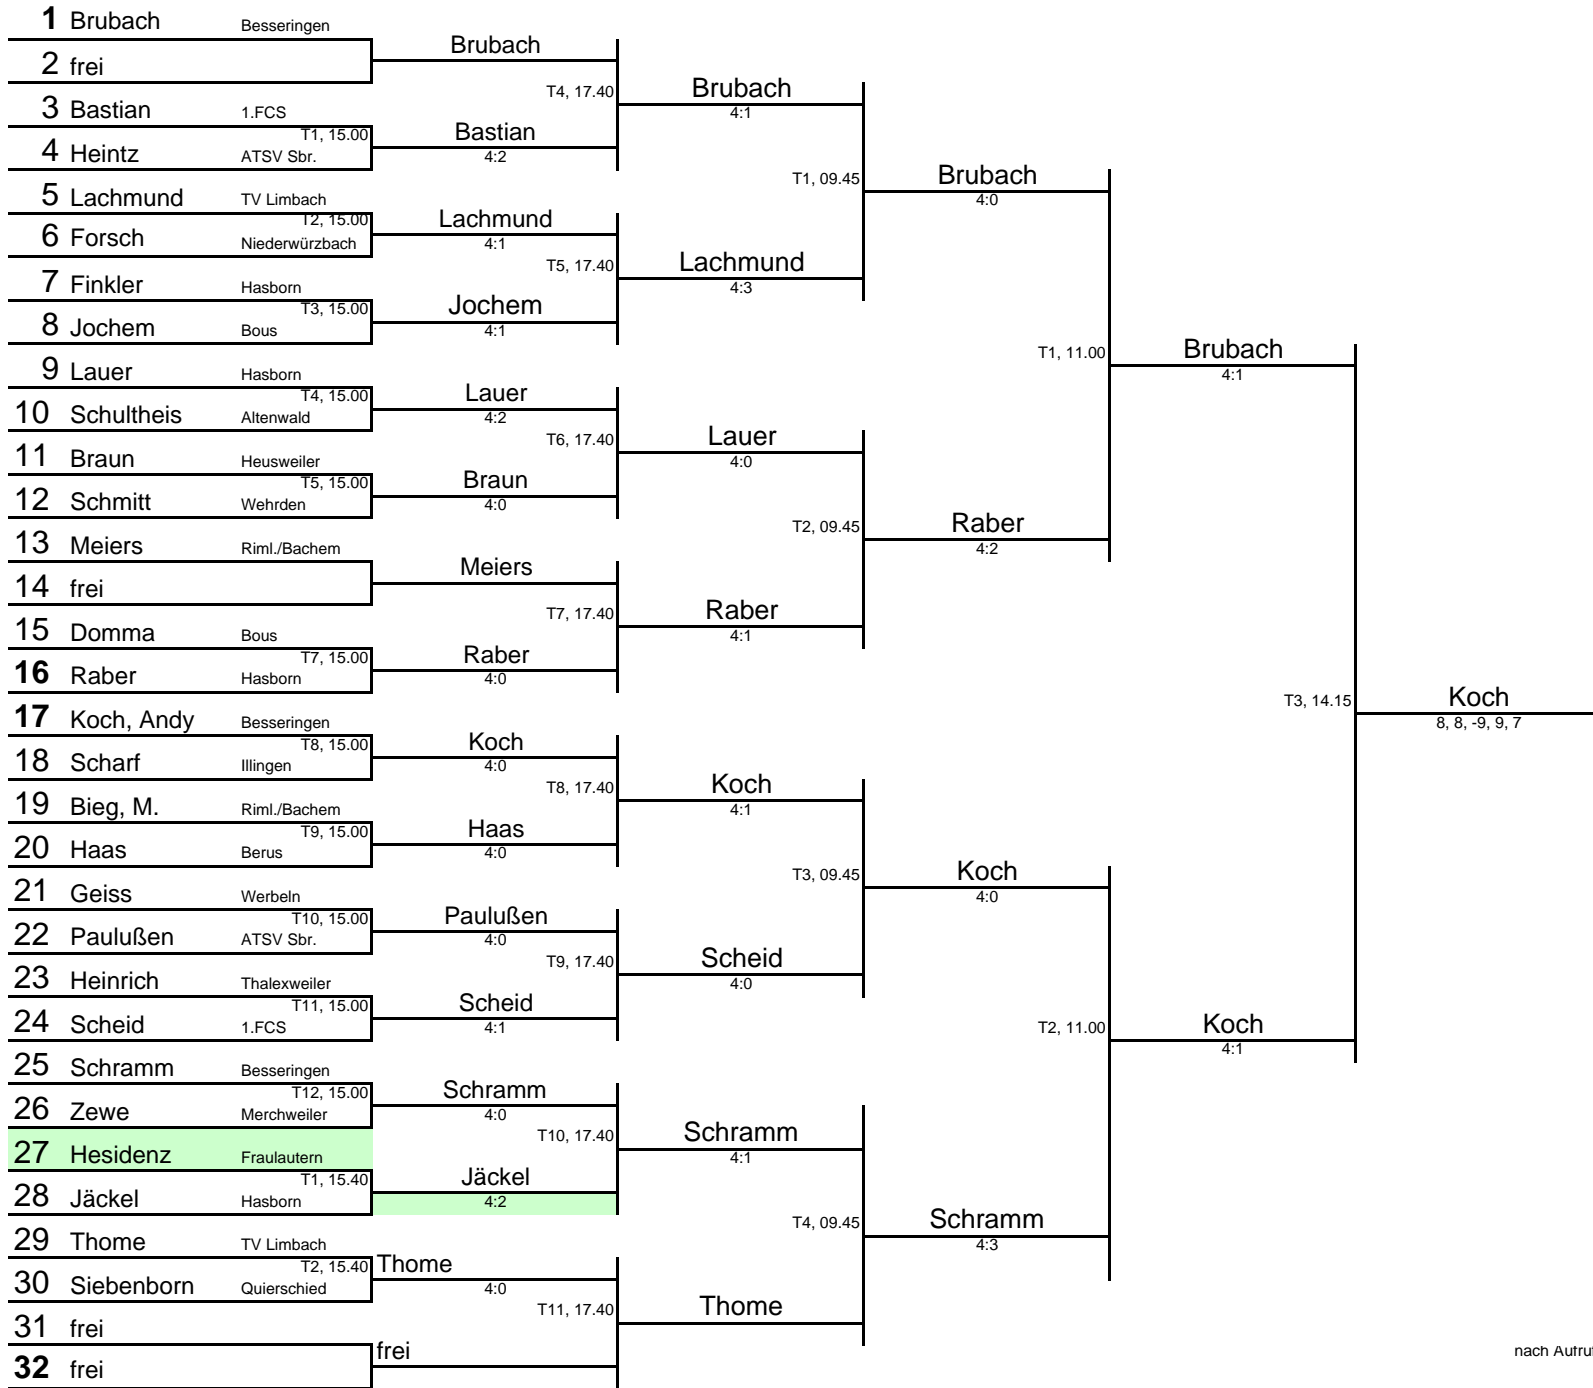 1 Brubach Besseringen
2 frei
3 Bastian 1.FCS
T1, 15.00
4 Heintz ATSV Sbr.
5 Lachmund TV Limbach
T2, 15.00
6 Forsch Niederwürzbach
7 Finkler Hasborn
T3, 15.00
8 Jochem Bous
9 Lauer Hasborn
T4, 15.00
10 Schultheis Altenwald
11 Braun Heusweiler
T5, 15.00
12 Schmitt Wehrden
13 Meiers Riml./Bachem
14 frei
15 Domma Bous
T7, 15.00
16 Raber Hasborn
17 Koch, Andy Besseringen
T8, 15.00
18 Scharf Illingen
19 Bieg, M. Riml./Bachem
T9, 15.00
20 Haas Berus
21 Geiss Werbeln
T10, 15.00
22 Paulußen ATSV Sbr.
23 Heinrich Thalexweiler
T11, 15.00
24 Scheid 1.FCS
25 Schramm Besseringen
T12, 15.00
26 Zewe Merchweiler
27 Hesidenz Fraulautern
T1, 15.40
28 Jäckel Hasborn
29 Thome TV Limbach
T2, 15.40
30 Siebenborn Quierschied
31 frei
32 frei
Brubach
T4, 17.40
Bastian
4:2
Lachmund
4:1
T5, 17.40
Jochem
4:1
Lauer
4:2
T6, 17.40
Braun
4:0
Meiers
T7, 17.40
Raber
4:0
Koch
4:0
T8, 17.40
Haas
4:0
Paulußen
4:0
T9, 17.40
Scheid
4:1
Schramm
4:0
T10, 17.40
Jäckel
4:2
Thome
4:0
T11, 17.40
frei
Brubach
4:1
T1, 09.45
Lachmund
4:3
Lauer
4:0
T2, 09.45
Raber
4:1
Koch
4:1
T3, 09.45
Scheid
4:0
Schramm
4:1
T4, 09.45
Thome
Brubach
4:0
T1, 11.00
Raber
4:2
Koch
4:0
T2, 11.00
Schramm
4:3
Brubach
4:1
T3, 14.15
Koch
4:1
Koch
8, 8, -9, 9, 7
nach Aufruf